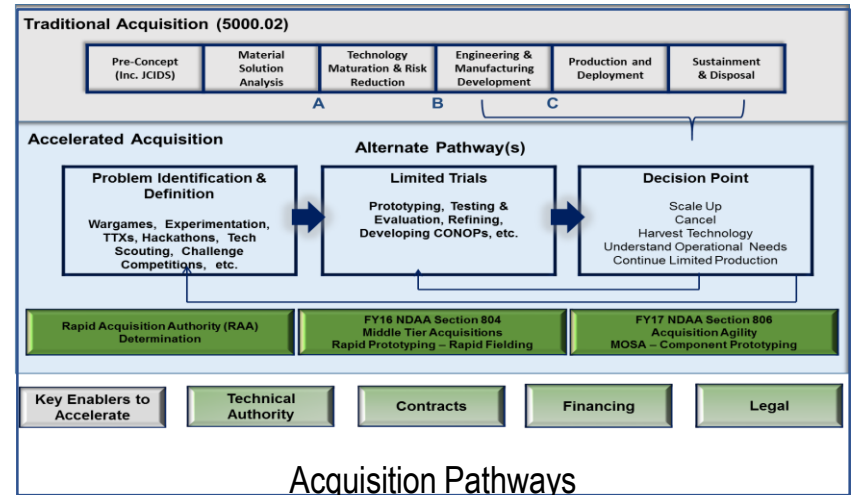 Traditional Acquisition (5000.02)
Pre-Concept
(Inc. JCIDS)
Material
Solution
Analysis
Technology
Maturation & Risk
Reduction
Engineering &
Manufacturing
Development
Production and
Deployment
Sustainment
& Disposal
A
B
C
Accelerated Acquisition
Alternate Pathway(s)
Problem Identification &
Definition
Wargames, Experimentation,
TTXs, Hackathons, Tech
Scouting, Challenge
Competitions, etc.
Limited Trials
Prototyping, Testing &
Evaluation, Refining,
Developing CONOPs, etc.
Decision Point
Scale Up
Cancel
Harvest Technology
Understand Operational Needs
Continue Limited Production
Rapid Acquisition Authority (RAA)
Determination
FY16 NDAA Section 804
Middle Tier Acquisitions
Rapid Prototyping – Rapid Fielding
FY17 NDAA Section 806
Acquisition Agility
MOSA – Component Prototyping
Key Enablers to
Accelerate
Technical
Authority
Contracts
Financing
Legal
Acquisition Pathways